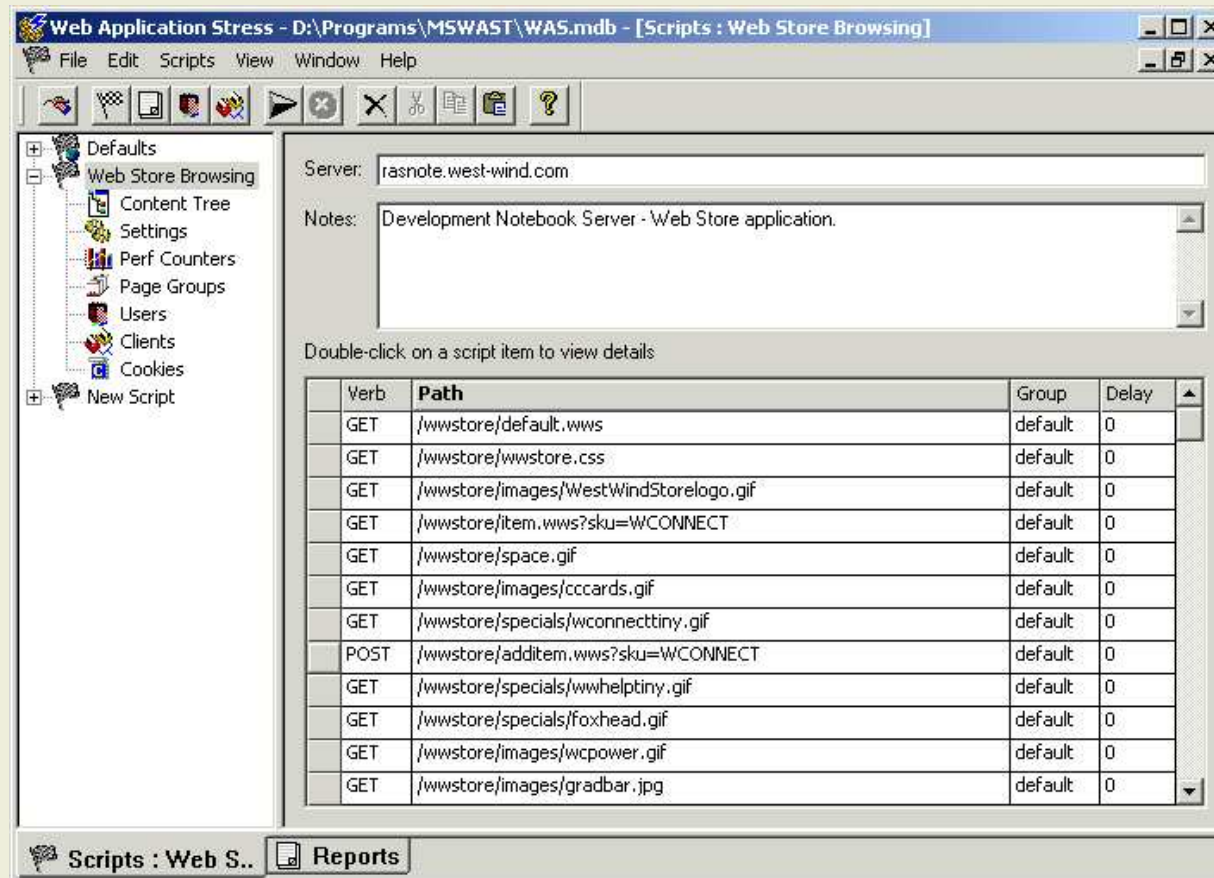 Web Application Stress - D:\Programs\MSWAST\WAS.mdb - [Scripts : Web Store Browsing]
File Edit Scripts View Window Help
Defaults
Web Store Browsing
Content Tree
Settings
Perf Counters
Page Groups
Users
Clients
Cookies
New Script
Server: rasnote.west-wind.com
Notes: Development Notebook Server - Web Store application.
Double-click on a script item to view details
Verb Path Group Delay
GET /wwstore/default.wws default 0
GET /wwstore/wwstore.css default 0
GET /wwstore/images/WestWindStorelogo.gif default 0
GET /wwstore/item.wws?sku=WCONNECT default 0
GET /wwstore/space.gif default 0
GET /wwstore/images/cccards.gif default 0
GET /wwstore/specials/wconnecttiny.gif default 0
POST /wwstore/additem.wws?sku=WCONNECT default 0
GET /wwstore/specials/wwhelptiny.gif default 0
GET /wwstore/specials/foxhead.gif default 0
GET /wwstore/images/wcpower.gif default 0
GET /wwstore/images/gradbar.jpg default 0
Scripts : Web S.. Reports